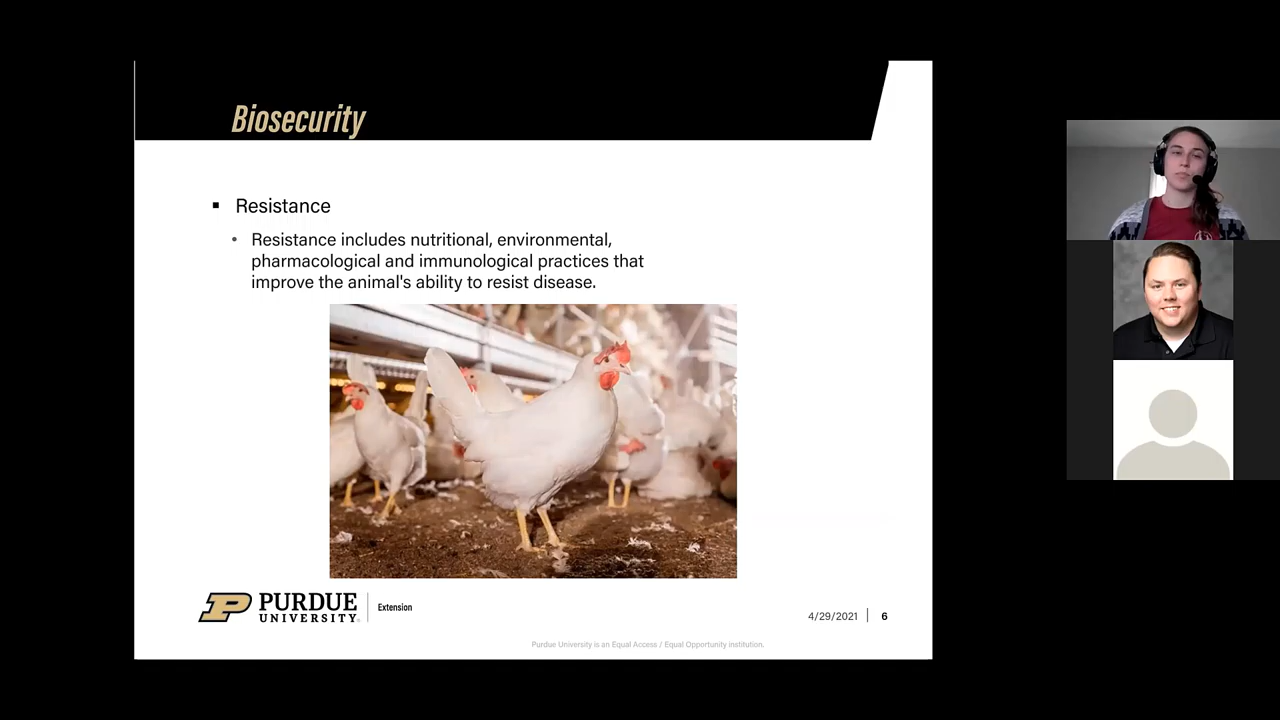 Biosecurity
Resistance
Resistance includes nutritional, environmental,
pharmacological and immunological practices that
improve the animal's ability to resist disease.
PURDUE
UNIVERSITY®
Extension
4/29/2021
6
Purdue University is an Equal Access / Equal Opportunity institution.